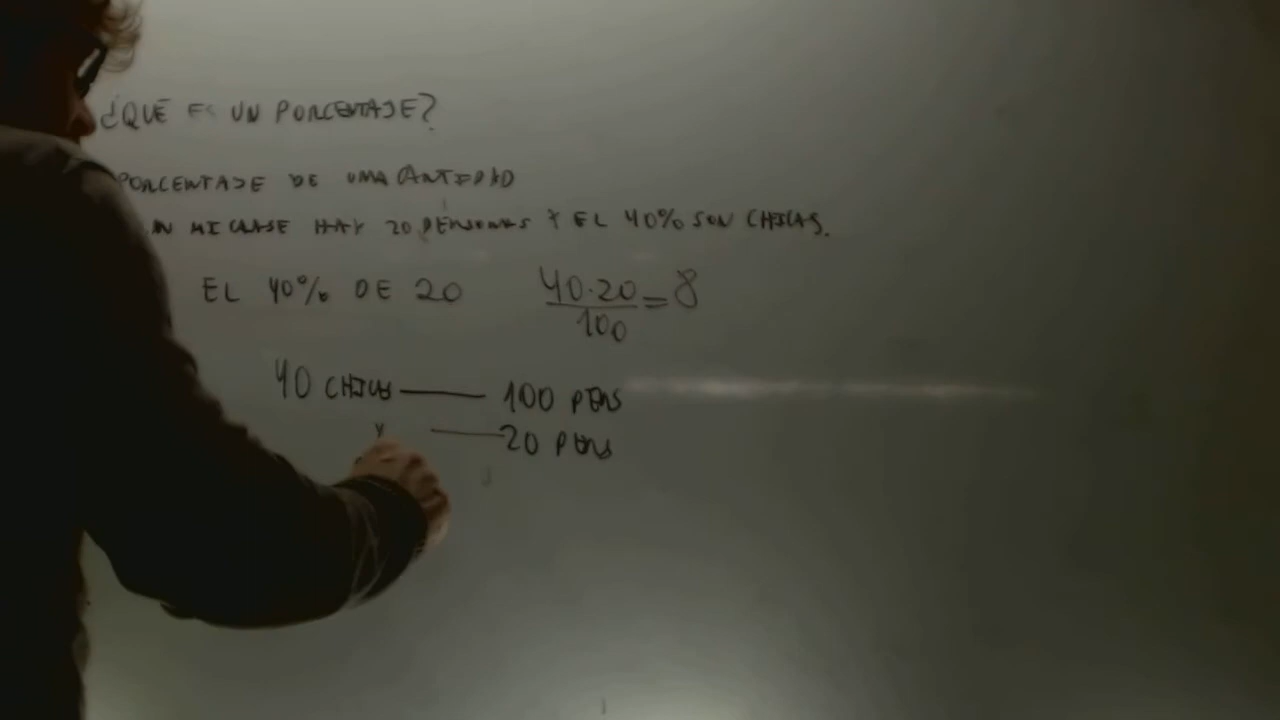 ¿QUÉ ES UN PORCENTAJE?
PORCENTAJE DE UNA CANTIDAD
N MI CLASE HAY 20 PERSONAS Y EL 40% SON CHICAS.
EL 40% DE 20 40·20/100=8
40 CHICAS — 100 PERS
x — 20 PERS